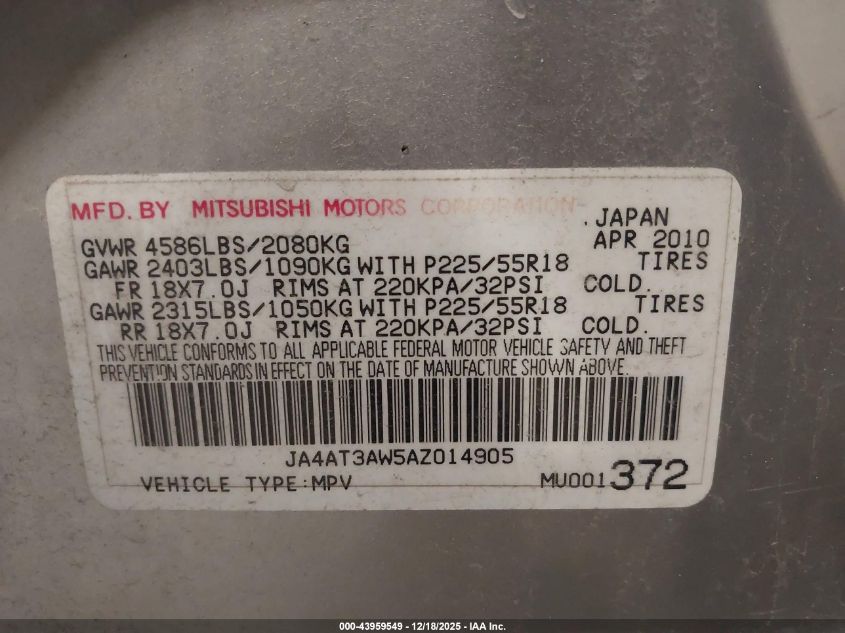 MFD. BY MITSUBISHI MOTORS CORPORATION
. JAPAN
GVWR 4586LBS/2080KG APR 2010
GAWR 2403LBS/1090KG WITH P225/55R18 TIRES
FR 18X7.0J RIMS AT 220KPA/32PSI COLD.
GAWR 2315LBS/1050KG WITH P225/55R18 TIRES
RR 18X7.0J RIMS AT 220KPA/32PSI COLD.
THIS VEHICLE CONFORMS TO ALL APPLICABLE FEDERAL MOTOR VEHICLE SAFETY AND THEFT
PREVENTION STANDARDS IN EFFECT ON THE DATE OF MANUFACTURE SHOWN ABOVE.
JA4AT3AW5AZ014905
VEHICLE TYPE:MPV MU001372
000-43959549 - 12/18/2025 - IAA Inc.